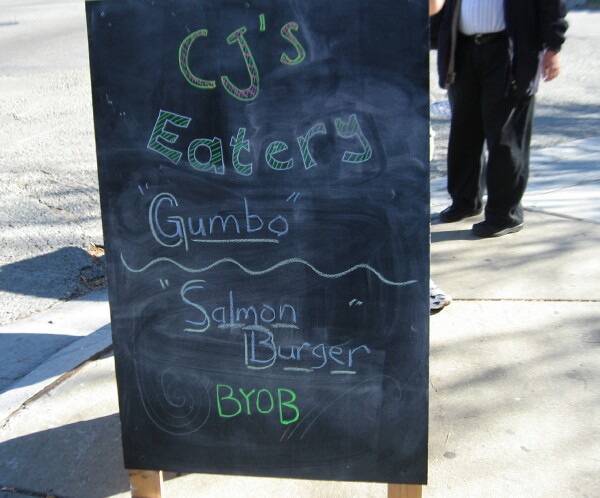 CJ's
Eatery
"Gumbo"
"Salmon "
Burger
BYOB